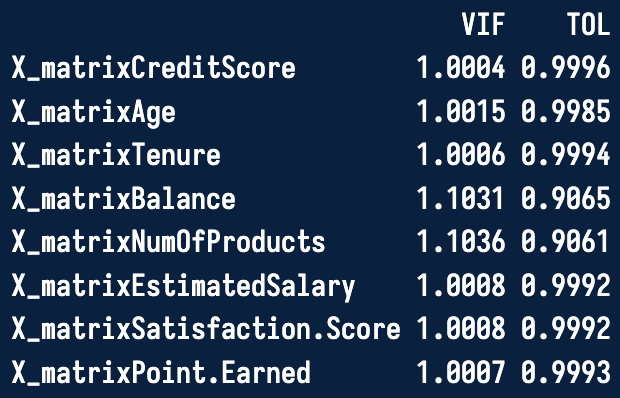 VIF TOL
X_matrixCreditScore 1.0004 0.9996
X_matrixAge 1.0015 0.9985
X_matrixTenure 1.0006 0.9994
X_matrixBalance 1.1031 0.9065
X_matrixNumOfProducts 1.1036 0.9061
X_matrixEstimatedSalary 1.0008 0.9992
X_matrixSatisfaction.Score 1.0008 0.9992
X_matrixPoint.Earned 1.0007 0.9993